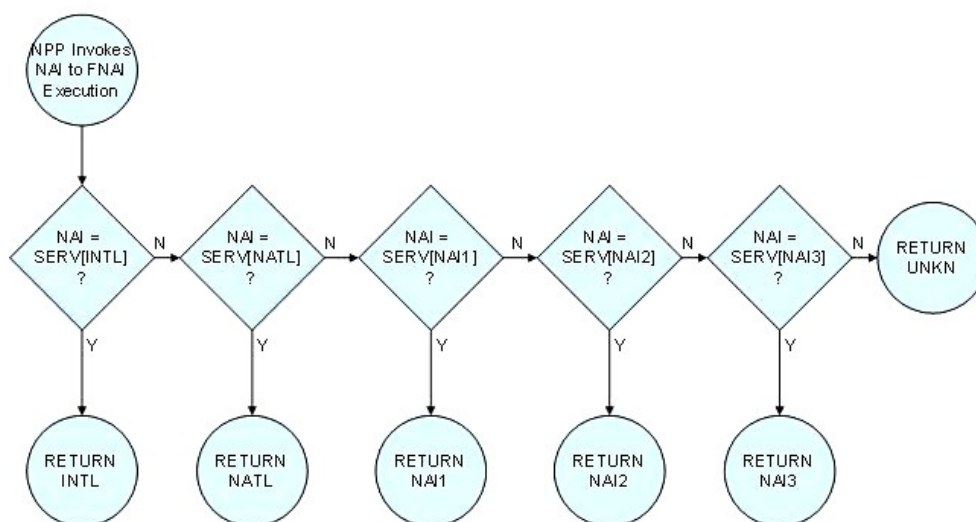 NPP Invokes
NAI to FNAI
Execution
NAI =
SERV[INTL]
?
N
NAI =
SERV[NATL]
?
N
NAI =
SERV[NAI1]
?
N
NAI =
SERV[NAI2]
?
N
NAI =
SERV[NAI3]
?
N
RETURN
UNKN
Y
Y
Y
Y
Y
RETURN
INTL
RETURN
NATL
RETURN
NAI1
RETURN
NAI2
RETURN
NAI3